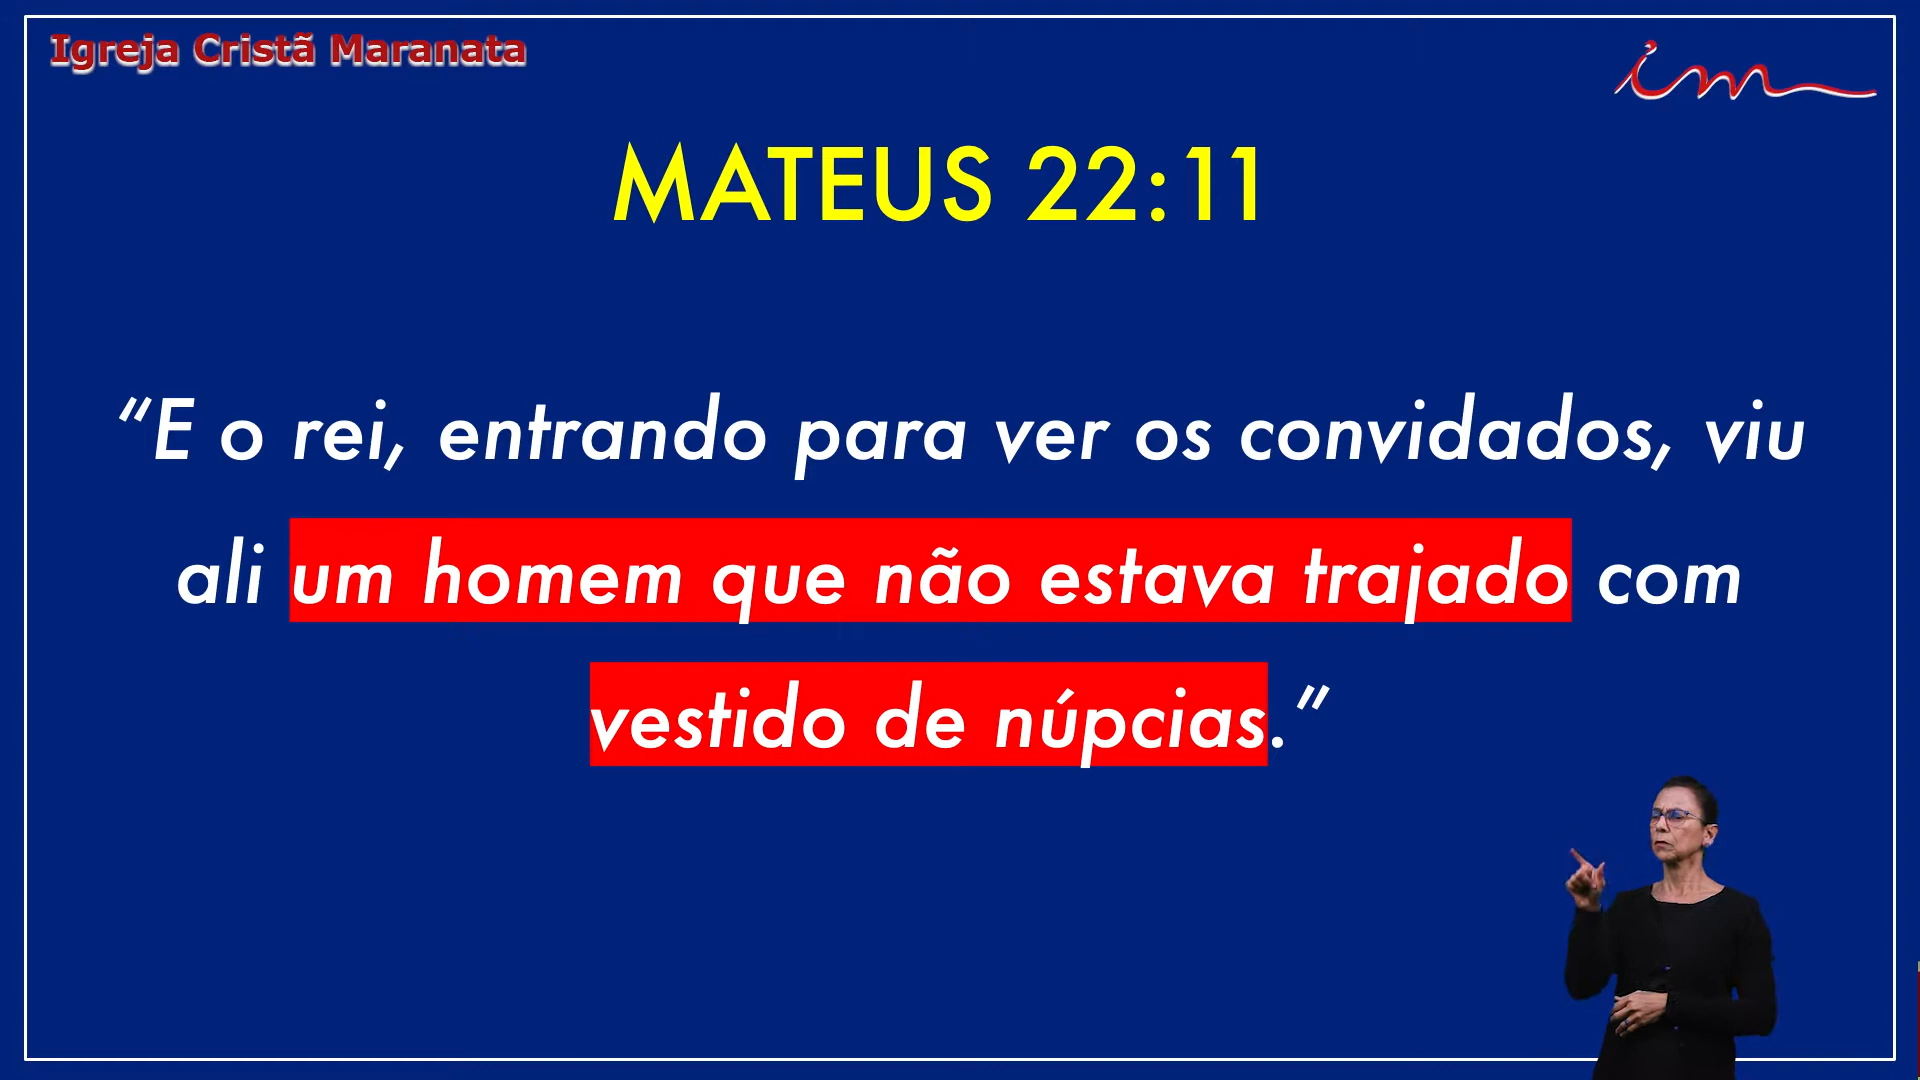 Igreja Cristã Maranata
im
MATEUS 22:11
“E o rei, entrando para ver os convidados, viu
ali um homem que não estava trajado com
vestido de núpcias.”